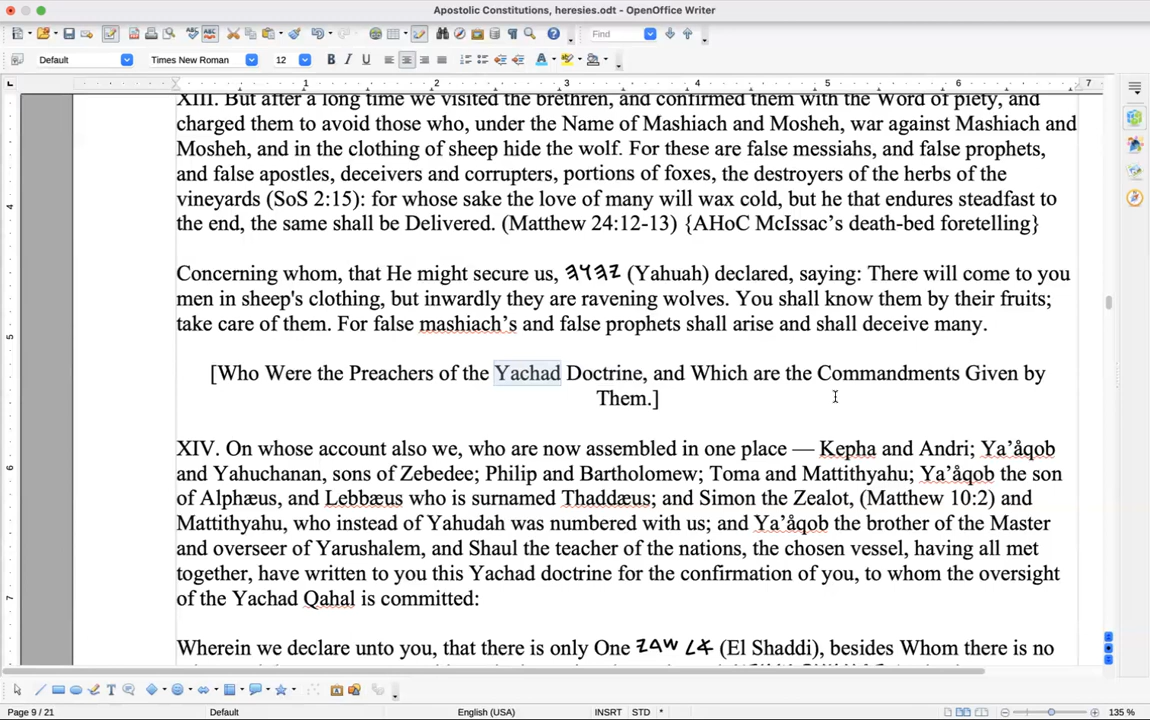 Apostolic Constitutions, heresies.odt - OpenOffice Writer
Find
Default Times New Roman 12
1 2 3 4 5 6 7
XIII. But after a long time we visited the brethren, and confirmed them with the Word of piety, and
charged them to avoid those who, under the Name of Mashiach and Mosheh, war against Mashiach and
Mosheh, and in the clothing of sheep hide the wolf. For these are false messiahs, and false prophets,
and false apostles, deceivers and corrupters, portions of foxes, the destroyers of the herbs of the
vineyards (SoS 2:15): for whose sake the love of many will wax cold, but he that endures steadfast to
the end, the same shall be Delivered. (Matthew 24:12-13) {AHoC McIssac’s death-bed foretelling}
Concerning whom, that He might secure us, 𐤄𐤅𐤄𐤉 (Yahuah) declared, saying: There will come to you
men in sheep's clothing, but inwardly they are ravening wolves. You shall know them by their fruits;
take care of them. For false mashiach’s and false prophets shall arise and shall deceive many.
[Who Were the Preachers of the Yachad Doctrine, and Which are the Commandments Given by
Them.]
XIV. On whose account also we, who are now assembled in one place — Kepha and Andri; Ya’åqob
and Yahuchanan, sons of Zebedee; Philip and Bartholomew; Toma and Mattithyahu; Ya’åqob the son
of Alphæus, and Lebbæus who is surnamed Thaddæus; and Simon the Zealot, (Matthew 10:2) and
Mattithyahu, who instead of Yahudah was numbered with us; and Ya’åqob the brother of the Master
and overseer of Yarushalem, and Shaul the teacher of the nations, the chosen vessel, having all met
together, have written to you this Yachad doctrine for the confirmation of you, to whom the oversight
of the Yachad Qahal is committed:
Wherein we declare unto you, that there is only One (El Shaddi), besides Whom there is no
4
5
6
7
Page 9 / 21 Default English (USA) INSRT STD * 135 %